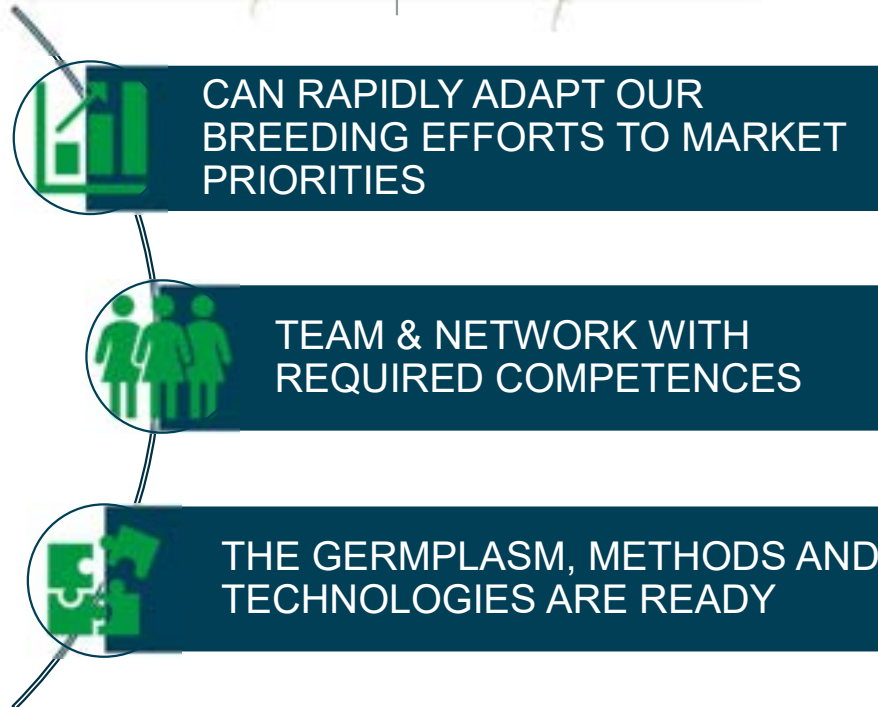 CAN RAPIDLY ADAPT OUR
BREEDING EFFORTS TO MARKET
PRIORITIES
TEAM & NETWORK WITH
REQUIRED COMPETENCES
THE GERMPLASM, METHODS AND
TECHNOLOGIES ARE READY